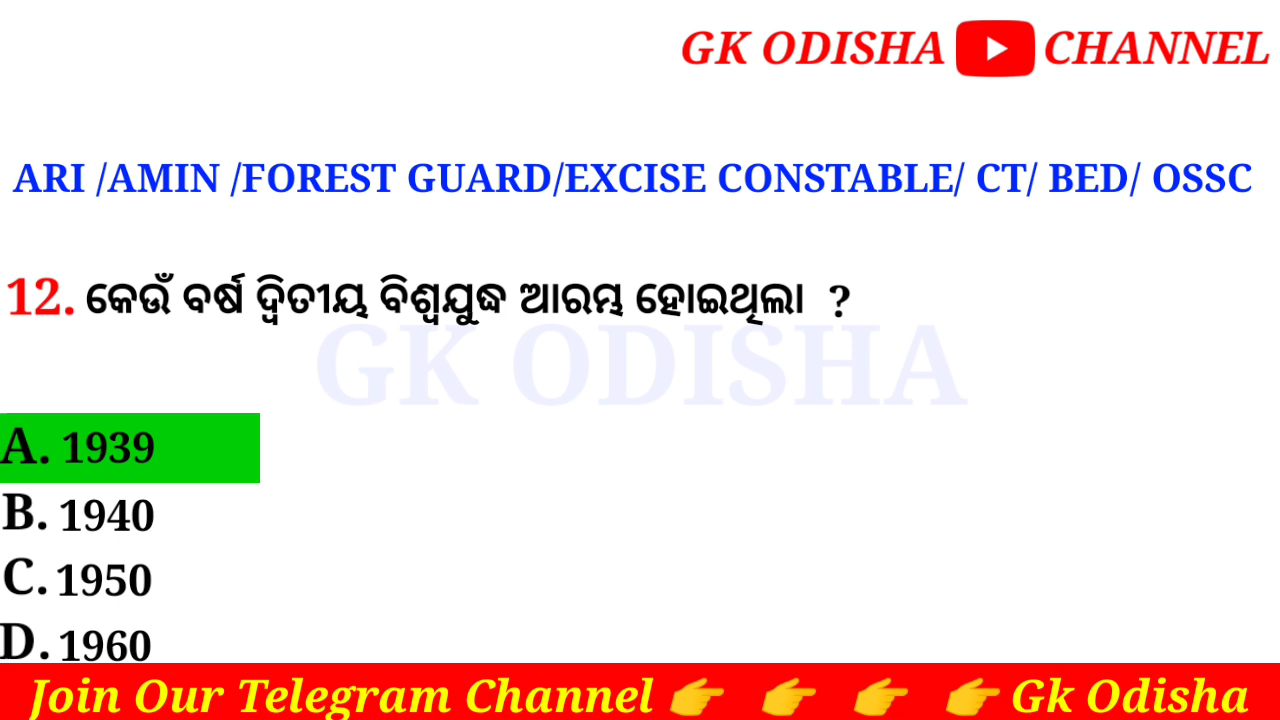 GK ODISHA CHANNEL
ARI /AMIN /FOREST GUARD/EXCISE CONSTABLE/ CT/ BED/ OSSC
12. କେଉଁ ବର୍ଷ ଦ୍ୱିତୀୟ ବିଶ୍ୱଯୁଦ୍ଧ ଆରମ୍ଭ ହୋଇଥିଲା ?
GK ODISHA
A. 1939
B. 1940
C. 1950
D. 1960
Join Our Telegram Channel 👉 👉 👉 👉 Gk Odisha